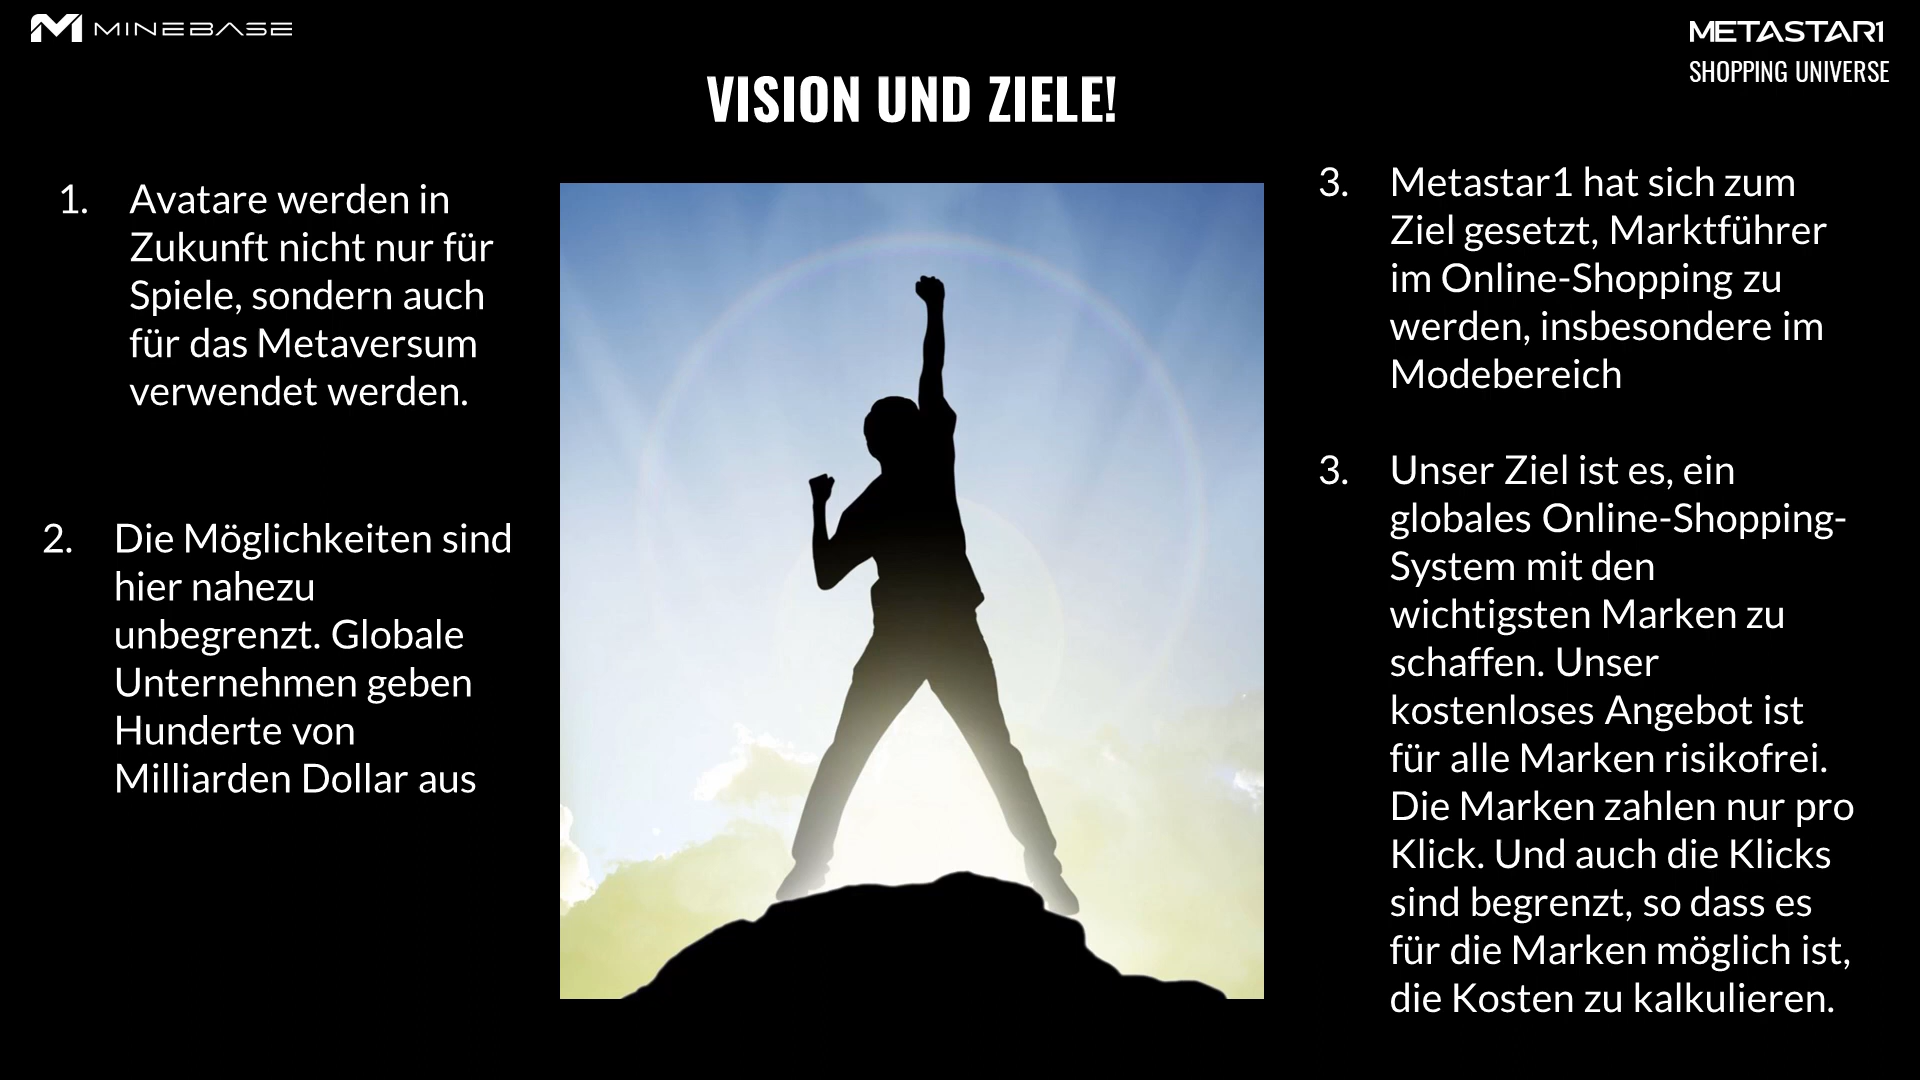 MINEBASE
METASTAR1
SHOPPING UNIVERSE
VISION UND ZIELE!
1. Avatare werden in
Zukunft nicht nur für
Spiele, sondern auch
für das Metaversum
verwendet werden.
2. Die Möglichkeiten sind
hier nahezu
unbegrenzt. Globale
Unternehmen geben
Hunderte von
Milliarden Dollar aus
3. Metastar1 hat sich zum
Ziel gesetzt, Marktführer
im Online-Shopping zu
werden, insbesondere im
Modebereich
3. Unser Ziel ist es, ein
globales Online-Shopping-
System mit den
wichtigsten Marken zu
schaffen. Unser
kostenloses Angebot ist
für alle Marken risikofrei.
Die Marken zahlen nur pro
Klick. Und auch die Klicks
sind begrenzt, so dass es
für die Marken möglich ist,
die Kosten zu kalkulieren.